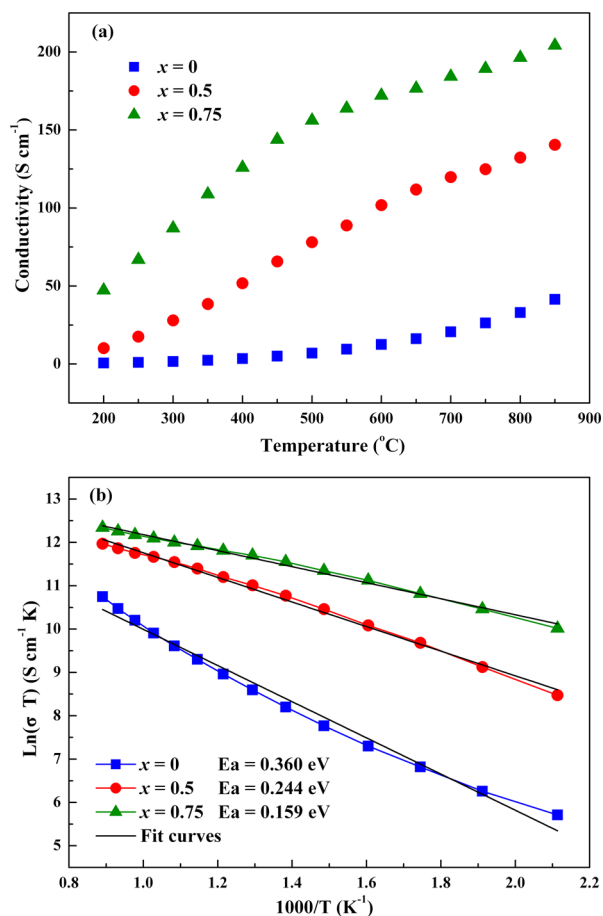 (a)
x = 0
x = 0.5
x = 0.75
Conductivity (S cm⁻¹)
200
150
100
50
0
200 300 400 500 600 700 800 900
Temperature (°C)
(b)
Ln(σ T) (S cm⁻¹ K)
13
12
11
10
9
8
7
6
5
x = 0 Ea = 0.360 eV
x = 0.5 Ea = 0.244 eV
x = 0.75 Ea = 0.159 eV
Fit curves
0.8 1.0 1.2 1.4 1.6 1.8 2.0 2.2
1000/T (K⁻¹)